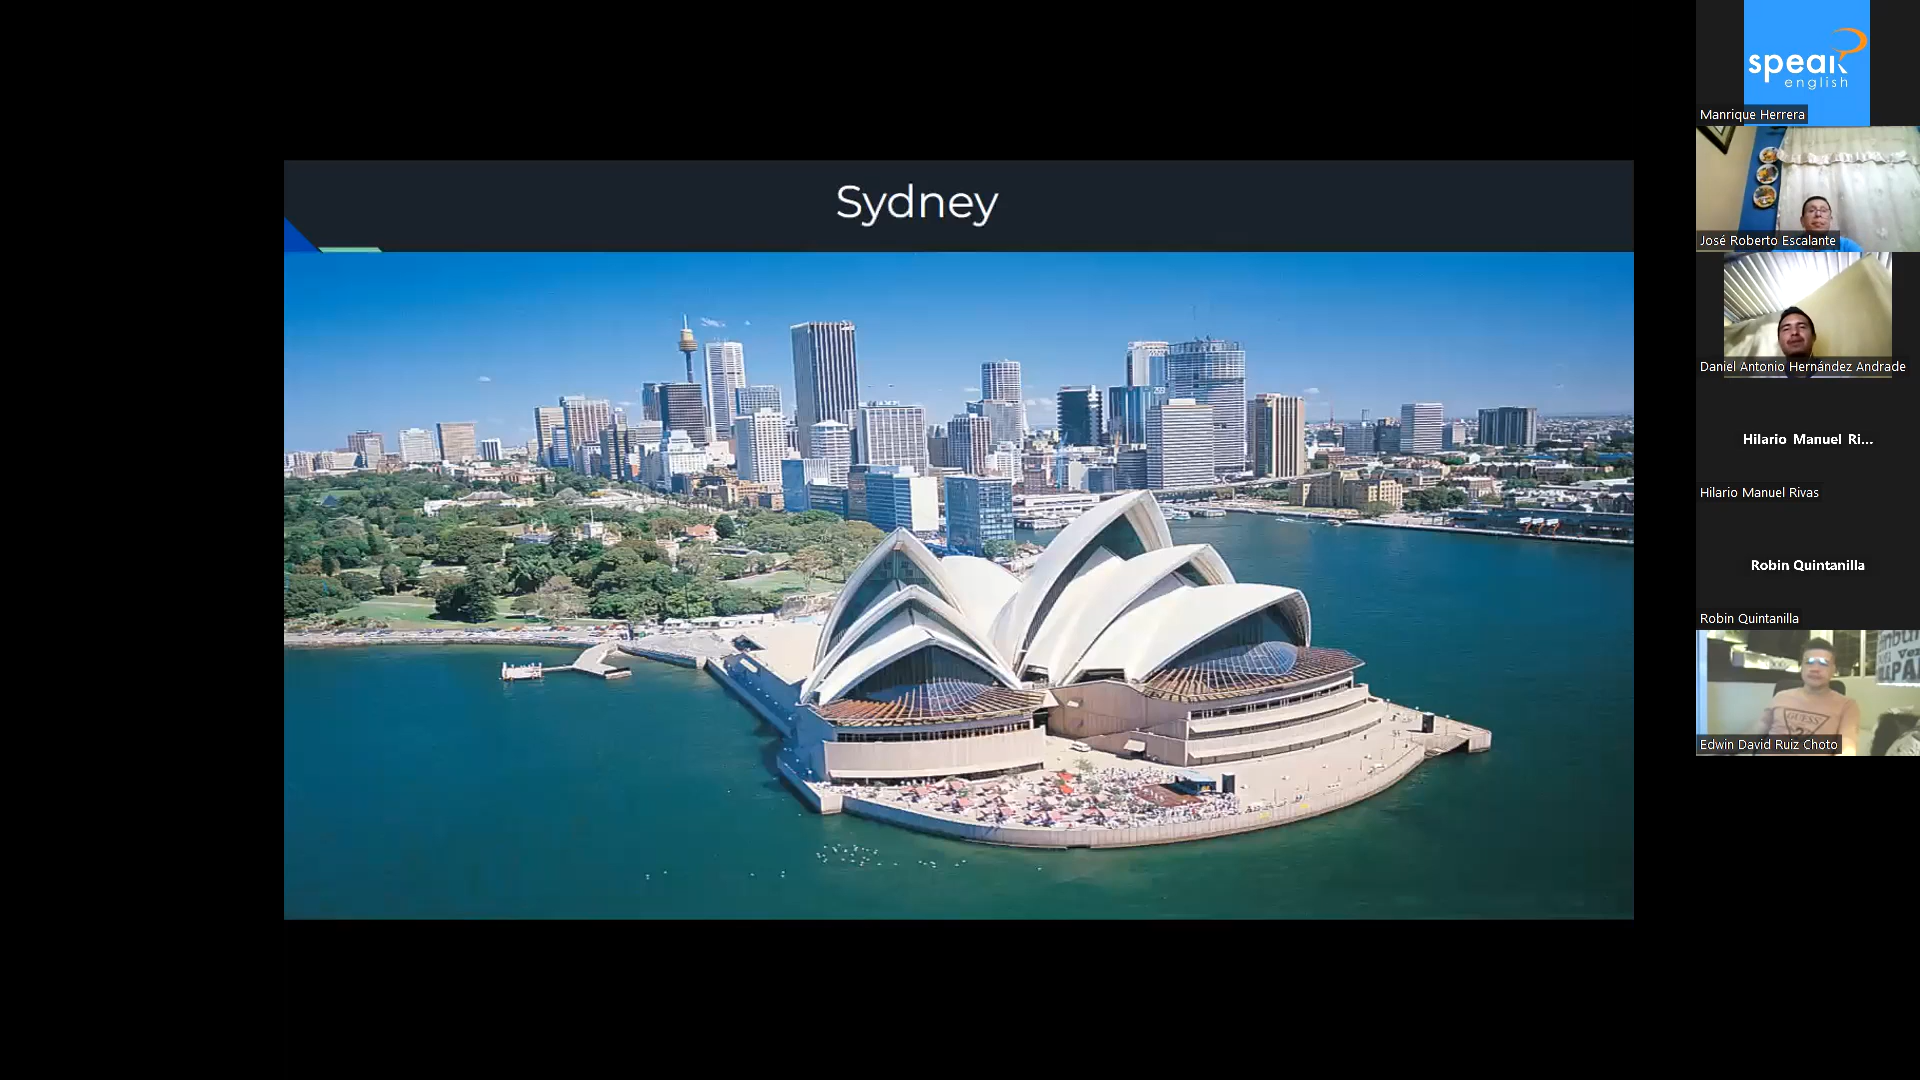 Sydney
speak
english
Manrique Herrera
José Roberto Escalante
Daniel Antonio Hernández Andrade
Hilario Manuel Ri...
Hilario Manuel Rivas
Robin Quintanilla
Robin Quintanilla
GUESS
Edwin David Ruiz Choto